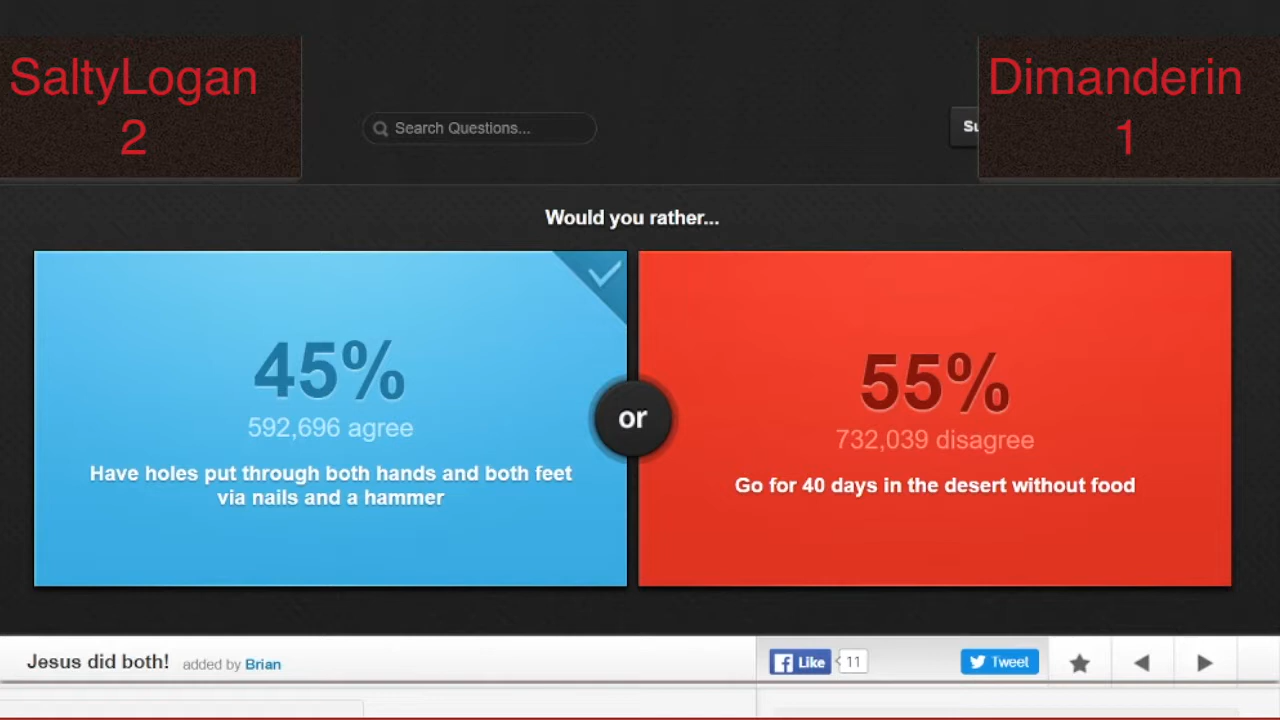 SaltyLogan
2
Dimanderin
1
Search Questions...
Would you rather...
45%
592,696 agree
Have holes put through both hands and both feet
via nails and a hammer
or
55%
732,039 disagree
Go for 40 days in the desert without food
Jesus did both! added by Brian
Like 11
Tweet